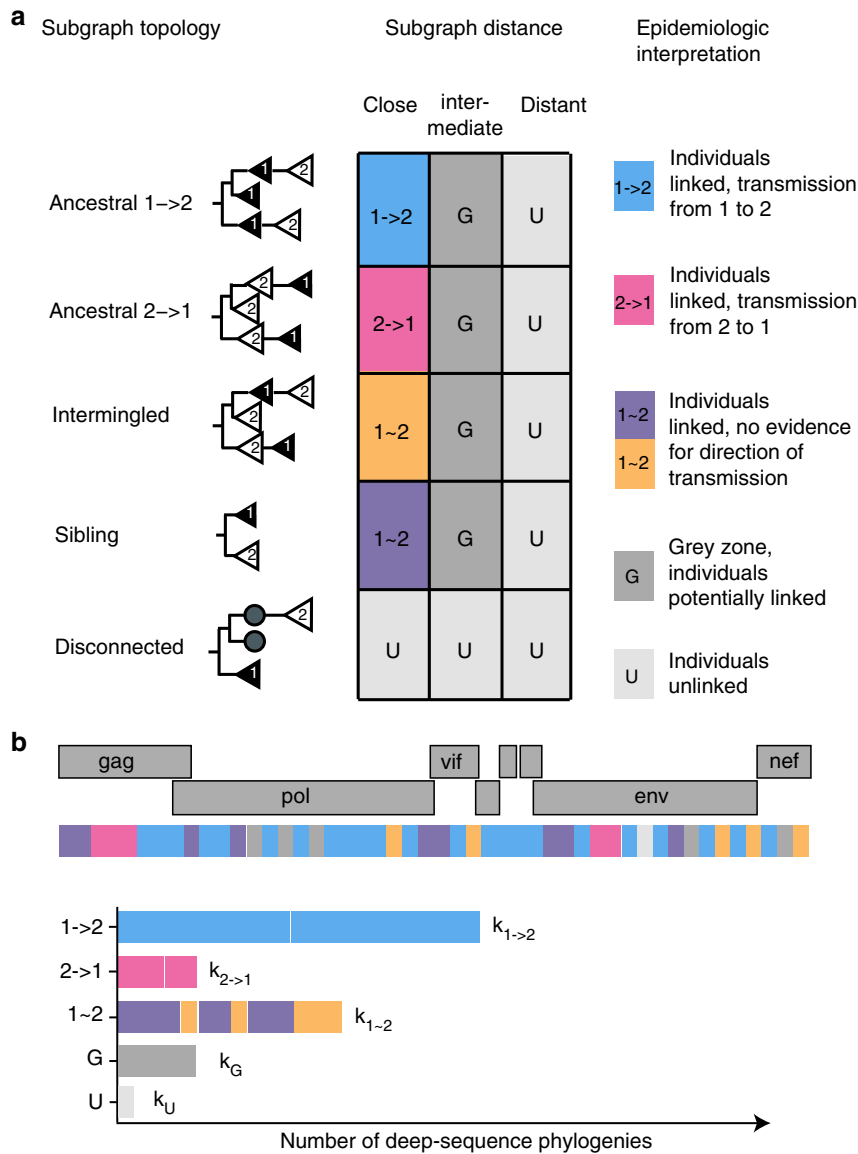 a
Subgraph topology
Subgraph distance
Epidemiologic
interpretation
Close
inter-
mediate
Distant
Ancestral 1–>2
1
2
1
1
2
1->2
G
U
1->2
Individuals
linked, transmission
from 1 to 2
Ancestral 2–>1
2
1
2
2
1
2->1
G
U
2->1
Individuals
linked, transmission
from 2 to 1
Intermingled
1
2
2
2
1
1~2
G
U
1~2
1~2
Individuals
linked, no evidence
for direction of
transmission
Sibling
1
2
1~2
G
U
G
Grey zone,
individuals
potentially linked
Disconnected
2
1
U
U
U
U
Individuals
unlinked
b
gag
vif
nef
pol
env
1->2
k1->2
2->1
k2->1
1~2
k1~2
G
kG
U
kU
Number of deep-sequence phylogenies